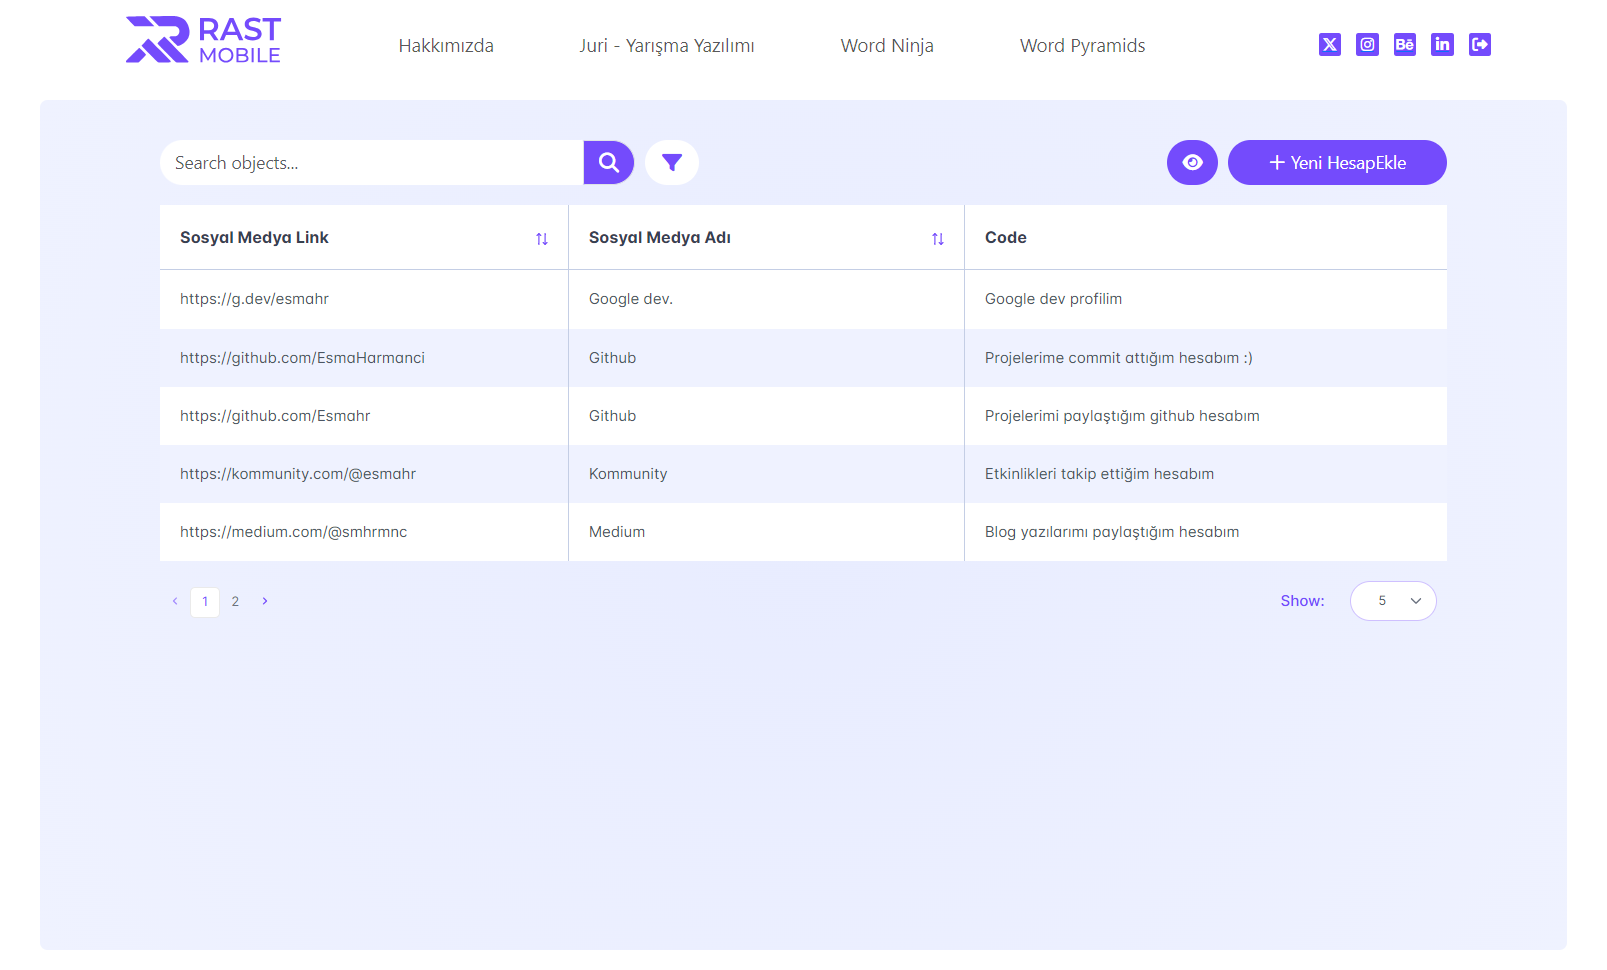 RAST
MOBILE
Hakkımızda
Juri - Yarışma Yazılımı
Word Ninja
Word Pyramids
Search objects...
Yeni HesapEkle
Sosyal Medya Link
Sosyal Medya Adı
Code
https://g.dev/esmahr
Google dev.
Google dev profilim
https://github.com/EsmaHarmanci
Github
Projelerime commit attığım hesabım :)
https://github.com/Esmahr
Github
Projelerimi paylaştığım github hesabım
https://kommunity.com/@esmahr
Kommunity
Etkinlikleri takip ettiğim hesabım
https://medium.com/@smhrmnc
Medium
Blog yazılarımı paylaştığım hesabım
1
2
Show:
5